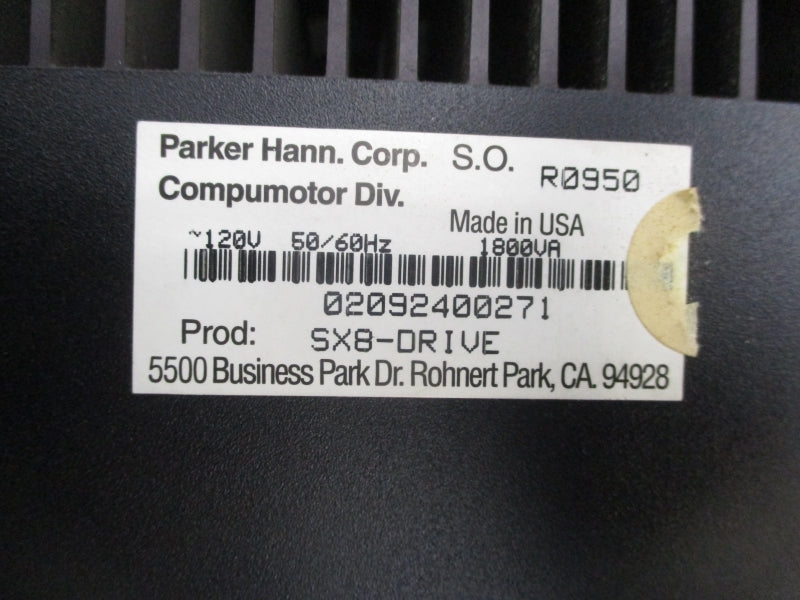 Parker Hann. Corp. S.O. R0950
Compumotor Div.
Made in USA
~120V 50/60Hz 1800VA
02092400271
Prod: SX8-DRIVE
5500 Business Park Dr. Rohnert Park, CA. 94928